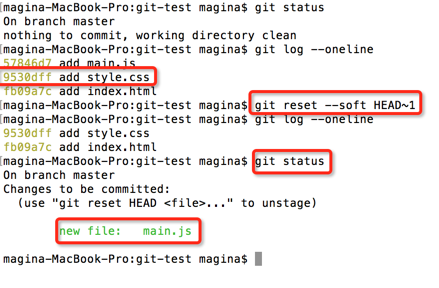 magina-MacBook-Pro:git-test magina$ git status
On branch master
nothing to commit, working directory clean
magina-MacBook-Pro:git-test magina$ git log --oneline
57846d7 add main.js
9530dff add style.css
fb09a7c add index.html
magina-MacBook-Pro:git-test magina$ git reset --soft HEAD~1
magina-MacBook-Pro:git-test magina$ git log --oneline
9530dff add style.css
fb09a7c add index.html
magina-MacBook-Pro:git-test magina$ git status
On branch master
Changes to be committed:
(use "git reset HEAD <file>..." to unstage)
new file: main.js
magina-MacBook-Pro:git-test magina$